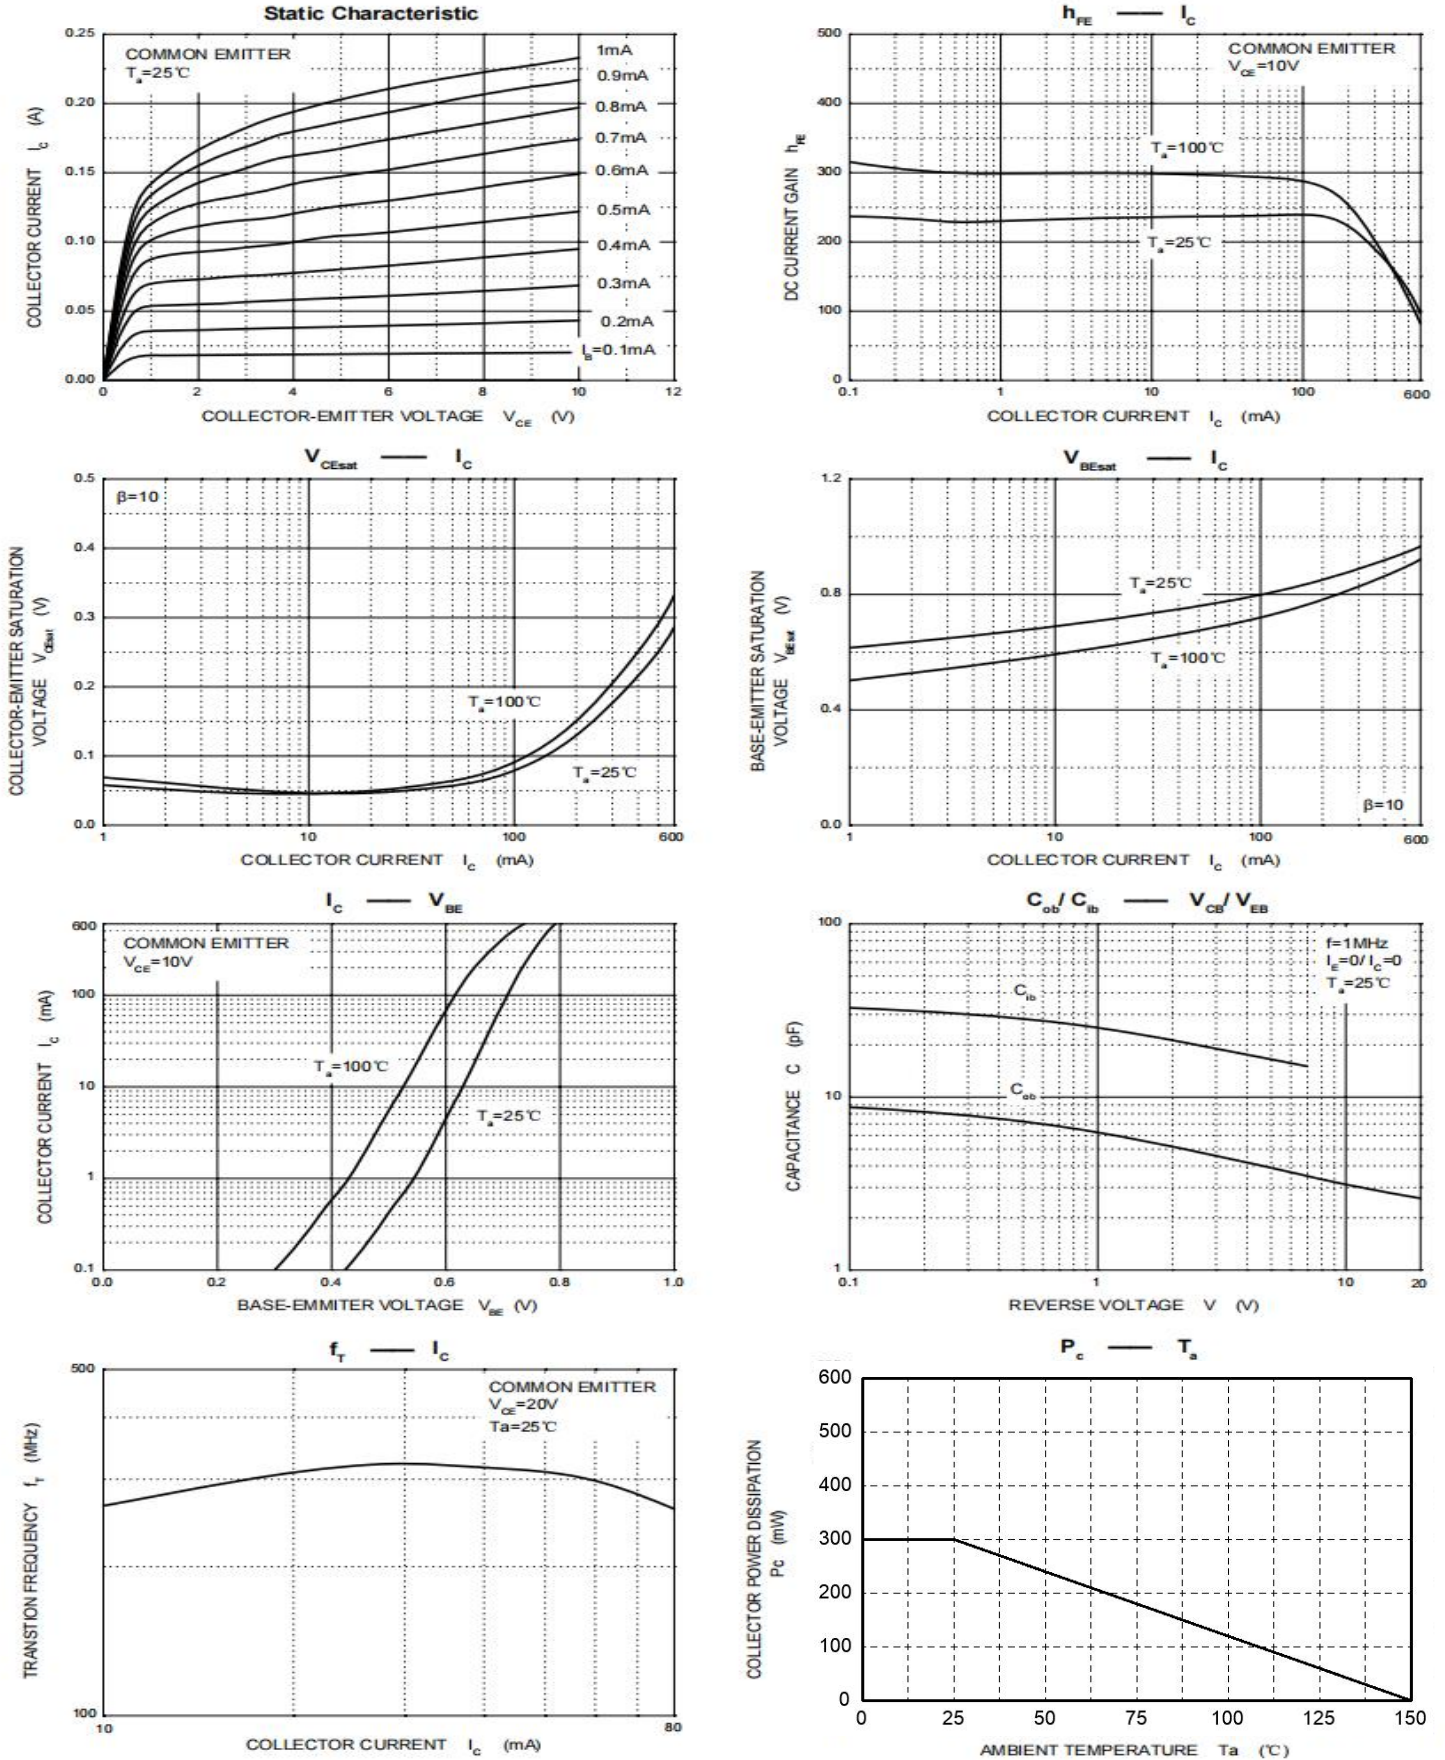 Static Characteristic
COMMON EMITTER
Ta=25℃
COLLECTOR CURRENT IC (A)
0.25
0.20
0.15
0.10
0.05
0.00
1mA
0.9mA
0.8mA
0.7mA
0.6mA
0.5mA
0.4mA
0.3mA
0.2mA
IB=0.1mA
0 2 4 6 8 10 12
COLLECTOR-EMITTER VOLTAGE VCE (V)
hFE —— IC
COMMON EMITTER
VCE=10V
DC CURRENT GAIN hFE
500
400
300
200
100
0
Ta=100℃
Ta=25℃
0.1 1 10 100 600
COLLECTOR CURRENT IC (mA)
VCEsat —— IC
β=10
COLLECTOR-EMITTER SATURATION
VOLTAGE VCEsat (V)
0.5
0.4
0.3
0.2
0.1
0.0
Ta=100℃
Ta=25℃
1 10 100 600
COLLECTOR CURRENT IC (mA)
VBEsat —— IC
BASE-EMITTER SATURATION
VOLTAGE VBEsat (V)
1.2
0.8
0.4
0.0
Ta=25℃
Ta=100℃
β=10
1 10 100 600
COLLECTOR CURRENT IC (mA)
IC —— VBE
COMMON EMITTER
VCE=10V
COLLECTOR CURRENT IC (mA)
600
100
10
1
0.1
Ta=100℃
Ta=25℃
0.0 0.2 0.4 0.6 0.8 1.0
BASE-EMMITER VOLTAGE VBE (V)
Cob/ Cib —— VCB/ VEB
f=1MHz
IE=0/ IC=0
Ta=25℃
CAPACITANCE C (pF)
100
10
1
Cib
Cob
0.1 1 10 20
REVERSE VOLTAGE V (V)
fT —— IC
COMMON EMITTER
VCE=20V
Ta=25℃
TRANSTION FREQUENCY fT (MHz)
500
100
10 80
COLLECTOR CURRENT IC (mA)
Pc —— Ta
COLLECTOR POWER DISSIPATION
Pc (mW)
600
500
400
300
200
100
0
0 25 50 75 100 125 150
AMBIENT TEMPERATURE Ta (℃)